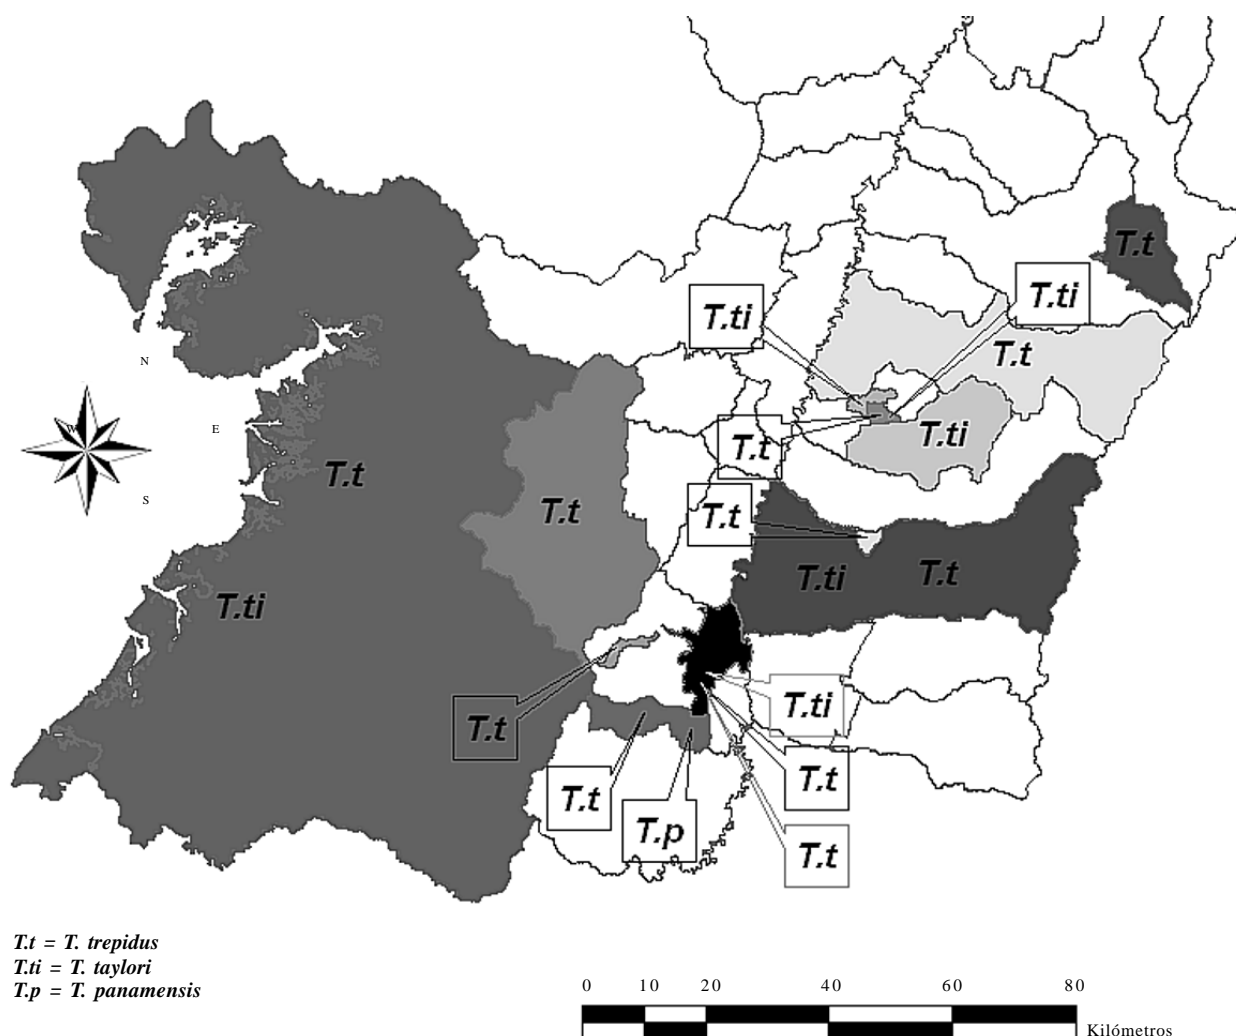 T.t
T.ti
T.ti
T.t
N
W
E
T.t
T.ti
T.t
T.t
S
T.t
T.t
T.ti
T.t
T.ti
T.ti
T.t
T.t
T.t
T.p
T.t
T.t = T. trepidus
T.ti = T. taylori
T.p = T. panamensis
0 10 20 40 60 80
Kilómetros